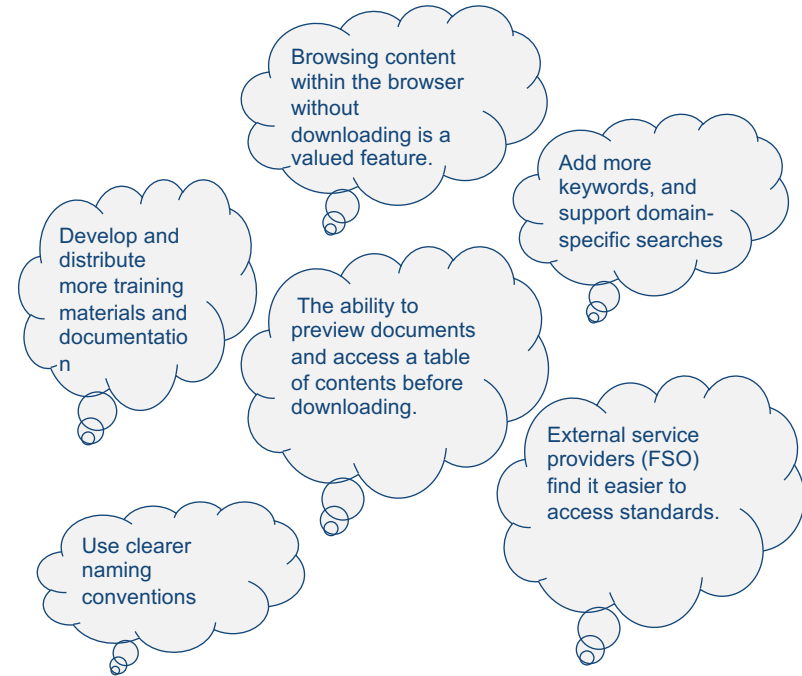 Browsing content
within the browser
without
downloading is a
valued feature.
Add more
keywords, and
support domain-
specific searches
Develop and
distribute
more training
materials and
documentatio
n
The ability to
preview documents
and access a table
of contents before
downloading.
External service
providers (FSO)
find it easier to
access standards.
Use clearer
naming
conventions